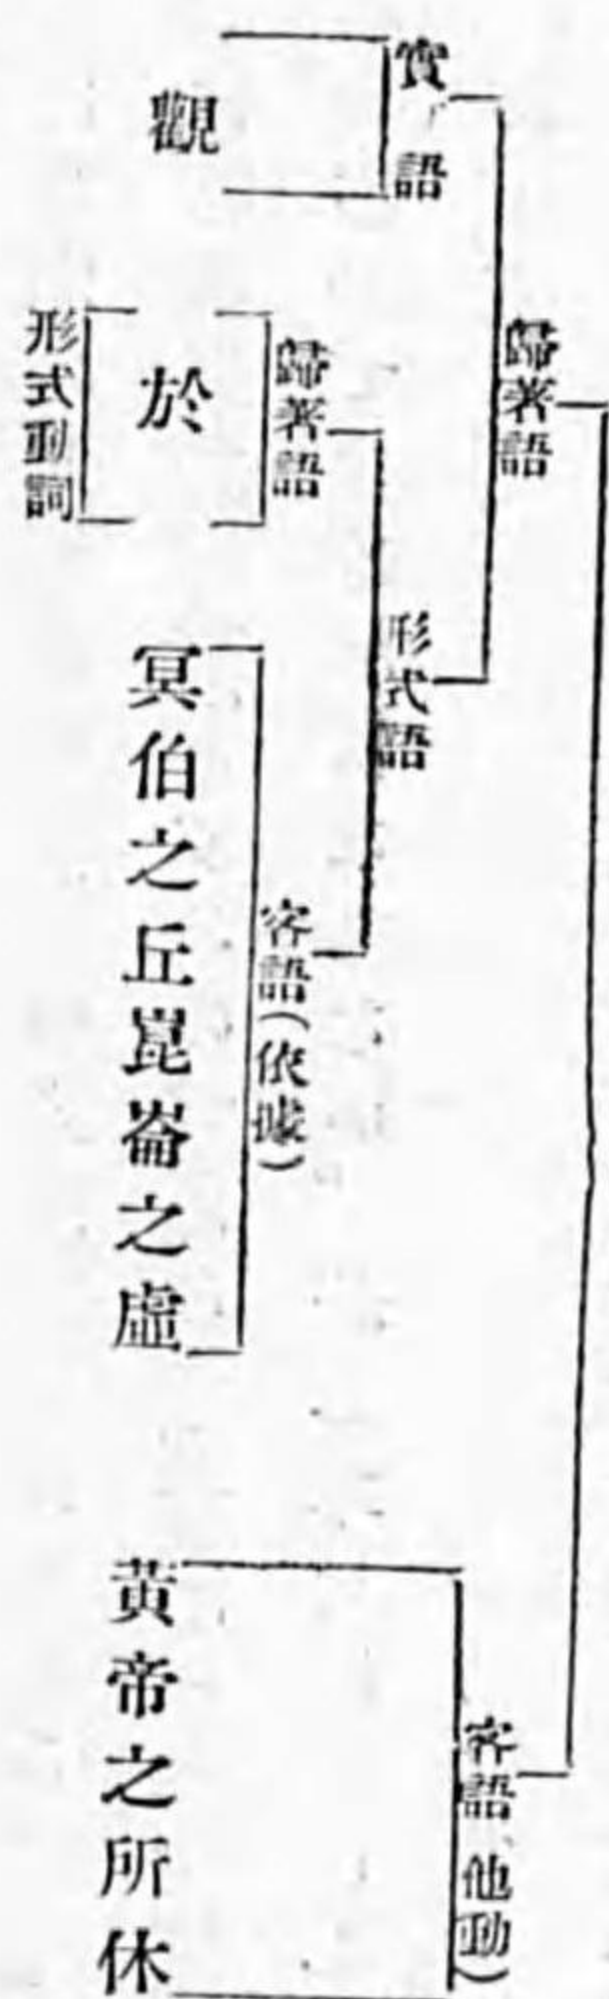 歸著語
客語（他動）
實語
形式語
歸著語
客語（依據）
觀
於
冥伯之丘崑崙之虛
黃帝之所休
形式動詞